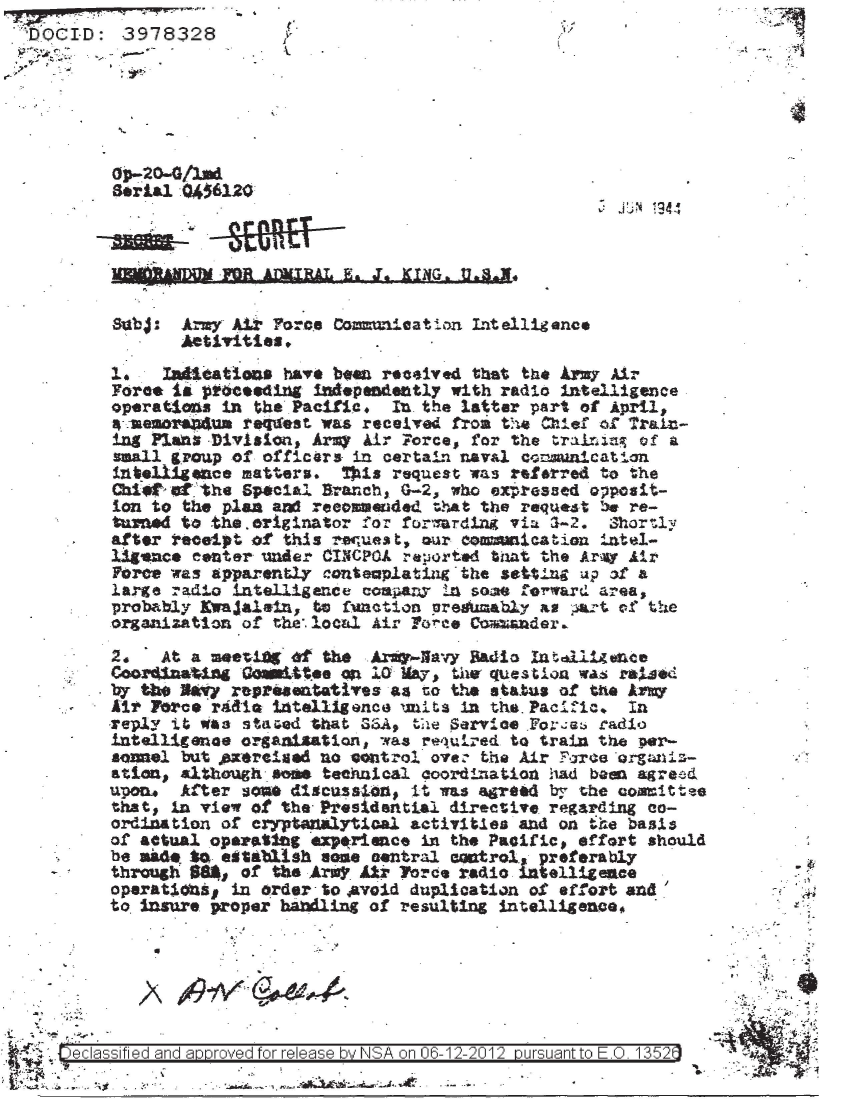 DOCID: 3978328
Op-20-G/lmd
Serial 0456120
JUN 1944
SECRET SECRET
MEMORANDUM FOR ADMIRAL E. J. KING, U.S.N.
Subj: Army Air Force Communication Intelligence
Activities.
1. Indications have been received that the Army Air
Force is proceeding independently with radio intelligence
operations in the Pacific. In the latter part of April,
a memorandum request was received from the Chief of Train-
ing Plans Division, Army Air Force, for the training of a
small group of officers in certain naval communication
intelligence matters. This request was referred to the
Chief of the Special Branch, G-2, who expressed opposit-
ion to the plan and recommended that the request be re-
turned to the originator for forwarding via G-2. Shortly
after receipt of this request, our communication intel-
ligence center under CINCPOA reported that the Army Air
Force was apparently contemplating the setting up of a
large radio intelligence company in some forward area,
probably Kwajalein, to function presumably as part of the
organization of the local Air Force Commander.
2. At a meeting of the Army-Navy Radio Intelligence
Coordinating Committee on 10 May, the question was raised
by the Navy representatives as to the status of the Army
Air Force radio intelligence units in the Pacific. In
reply it was stated that SSA, the Service Forces radio
intelligence organization, was required to train the per-
sonnel but exercised no control over the Air Force organiz-
ation, although some technical coordination had been agreed
upon. After some discussion, it was agreed by the committee
that, in view of the Presidential directive regarding co-
ordination of cryptanalytical activities and on the basis
of actual operating experience in the Pacific, effort should
be made to establish some central control, preferably
through SSA, of the Army Air Force radio intelligence
operations, in order to avoid duplication of effort and
to insure proper handling of resulting intelligence.
X A-N Collab.
Declassified and approved for release by NSA on 06-12-2012 pursuant to E.O. 13526